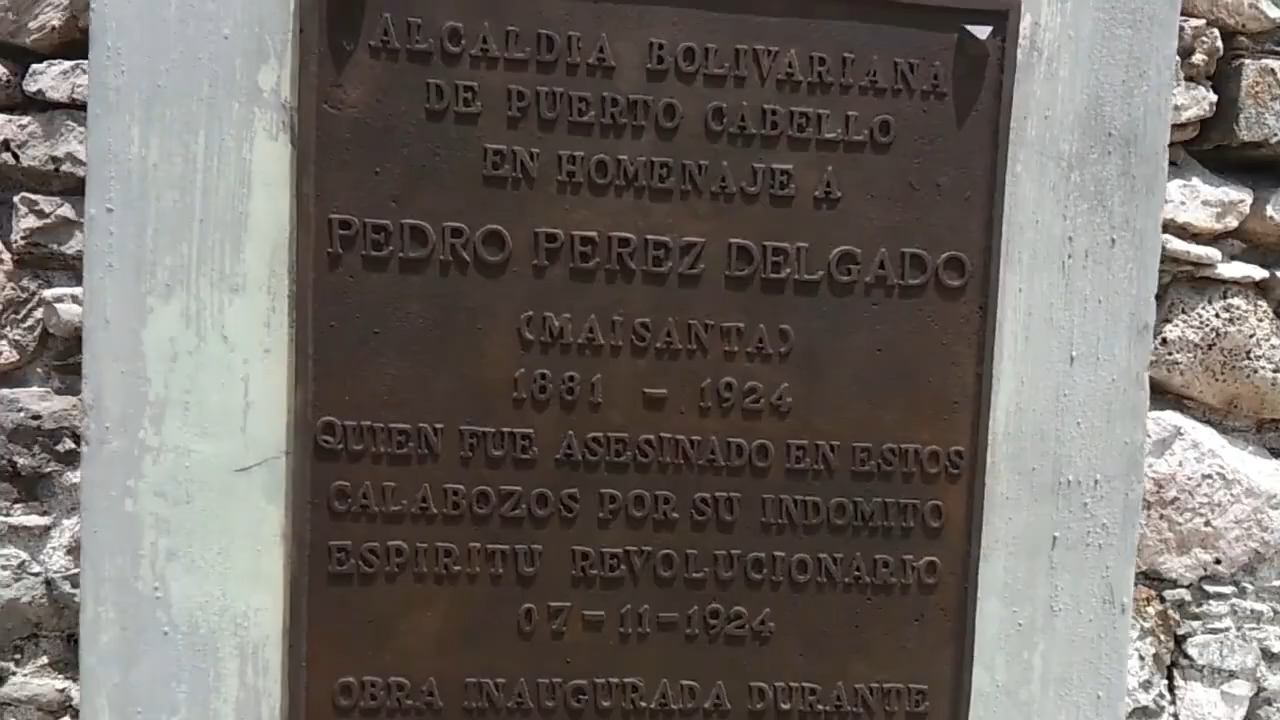 ALCALDIA BOLIVARIANA
DE PUERTO CABELLO
EN HOMENAJE A
PEDRO PEREZ DELGADO
(MAISANTA)
1881 - 1924
QUIEN FUE ASESINADO EN ESTOS
CALABOZOS POR SU INDOMITO
ESPIRITU REVOLUCIONARIO
07-11-1924
OBRA INAUGURADA DURANTE